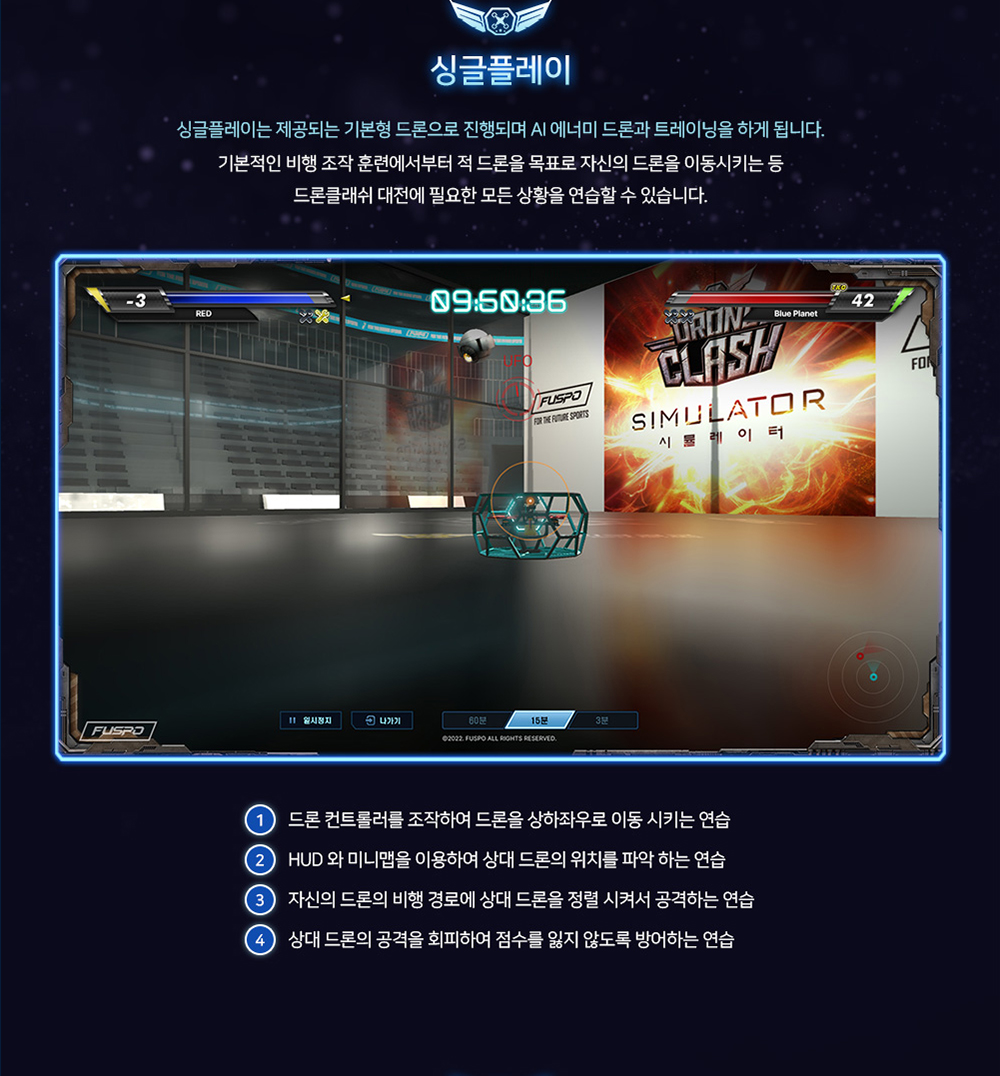 싱글플레이
싱글플레이는 제공되는 기본형 드론으로 진행되며 AI 에너미 드론과 트레이닝을 하게 됩니다.
기본적인 비행 조작 훈련에서부터 적 드론을 목표로 자신의 드론을 이동시키는 등
드론클래쉬 대전에 필요한 모든 상황을 연습할 수 있습니다.
-3
RED
09:50:36
TKO
42
Blue Planet
UFO
DRONE
CLASH
SIMULATOR
시뮬레이터
FUSPO
FOR THE FUTURE SPORTS
FUSPO
일시정지
나가기
60분
15분
3분
©2022. FUSPO ALL RIGHTS RESERVED.
1 드론 컨트롤러를 조작하여 드론을 상하좌우로 이동 시키는 연습
2 HUD 와 미니맵을 이용하여 상대 드론의 위치를 파악 하는 연습
3 자신의 드론의 비행 경로에 상대 드론을 정렬 시켜서 공격하는 연습
4 상대 드론의 공격을 회피하여 점수를 잃지 않도록 방어하는 연습